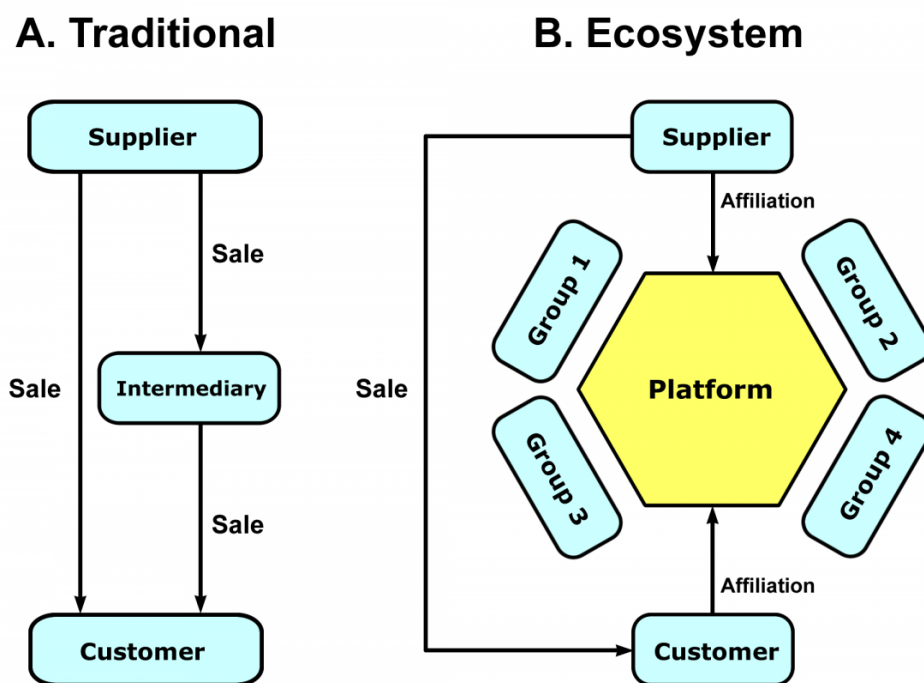 A. Traditional
B. Ecosystem
Supplier
Sale
Sale
Intermediary
Sale
Customer
Supplier
Affiliation
Group 1
Group 2
Sale
Platform
Group 3
Group 4
Affiliation
Customer